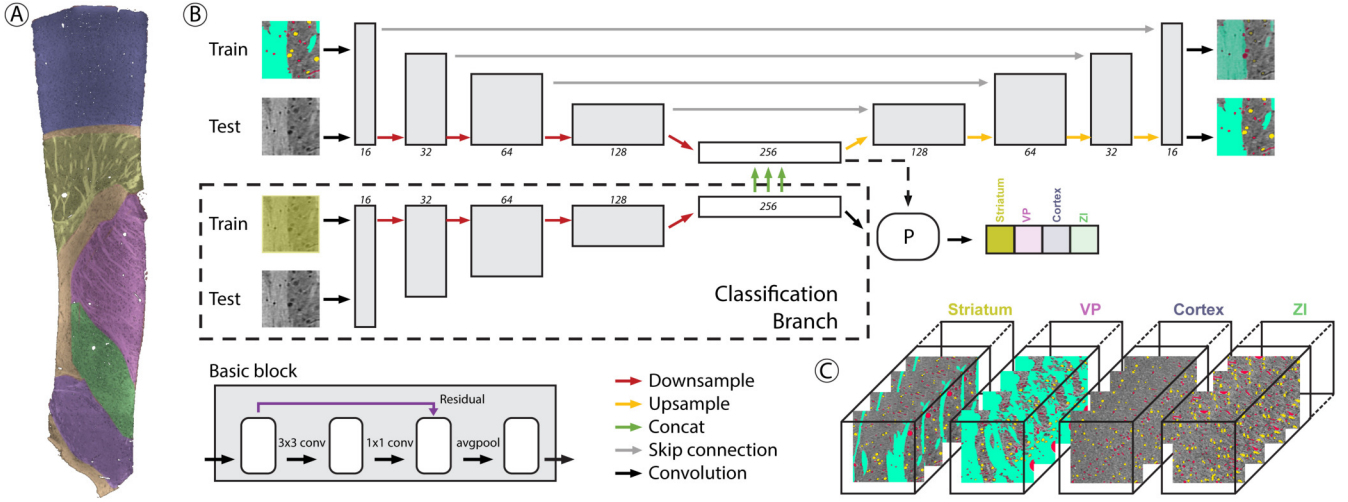 A
B
Train
Test
16
32
64
128
256
128
64
32
16
Train
Test
16
32
64
128
256
P
Striatum
VP
Cortex
ZI
Classification
Branch
Basic block
Residual
3x3 conv
1x1 conv
avgpool
Downsample
Upsample
Concat
Skip connection
Convolution
C
Striatum
VP
Cortex
ZI